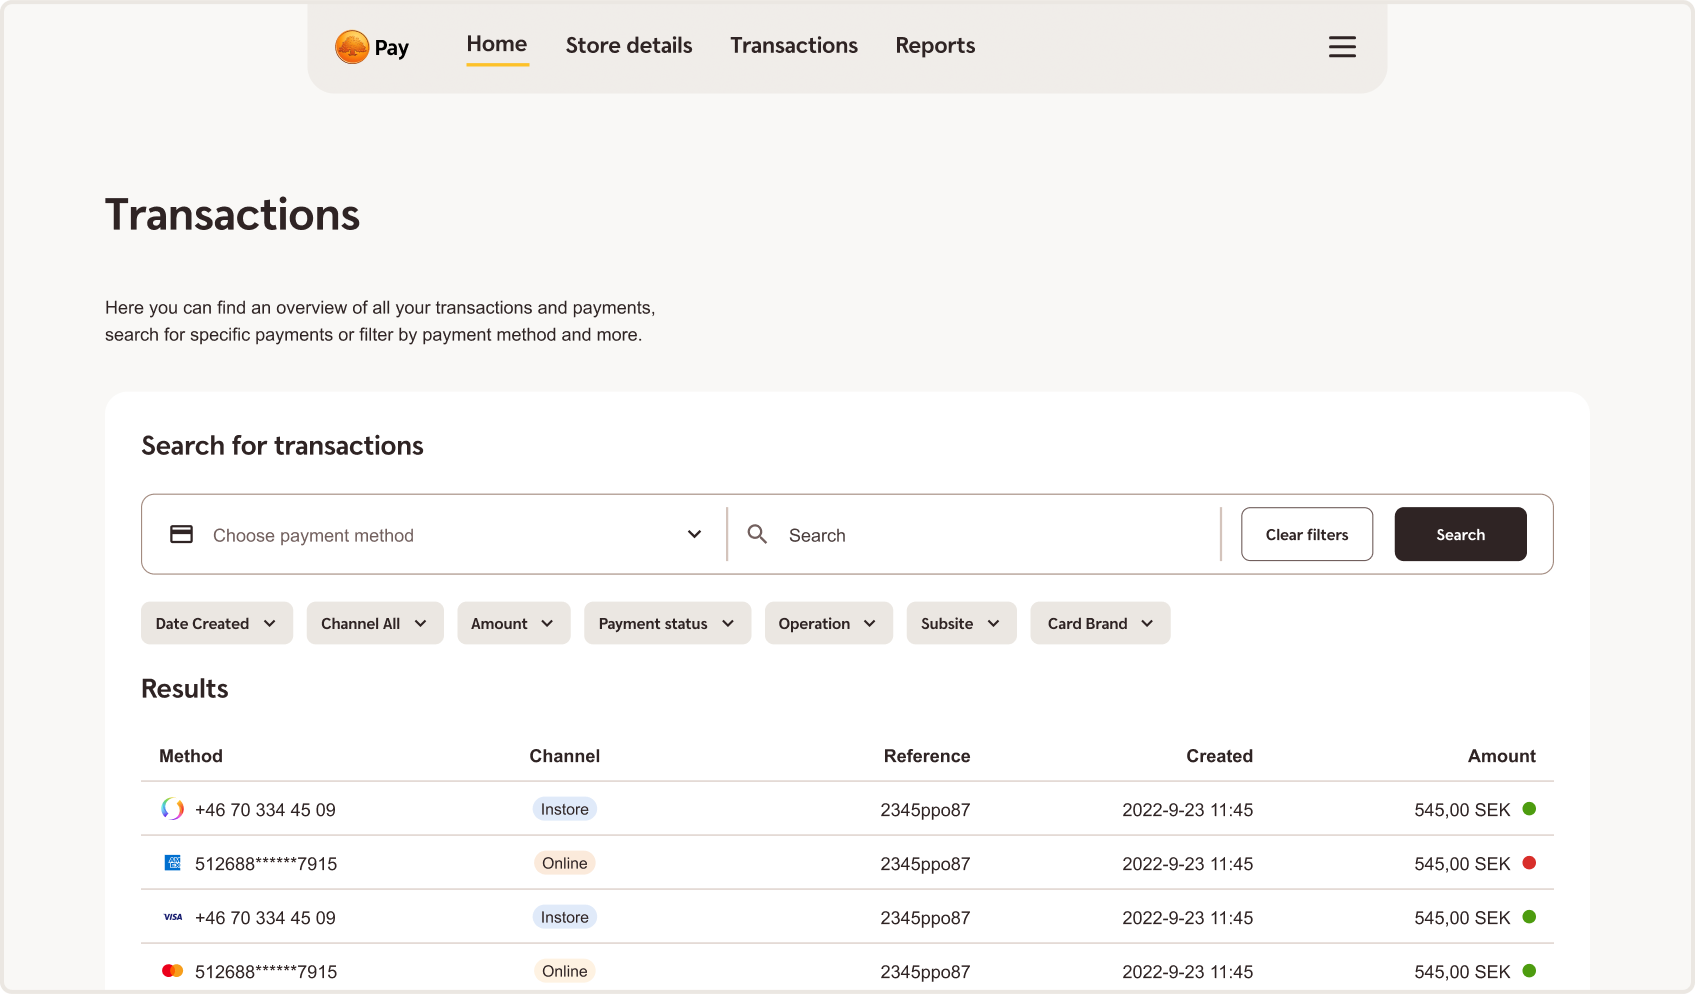 Pay Home Store details Transactions Reports
Transactions
Here you can find an overview of all your transactions and payments,
search for specific payments or filter by payment method and more.
Search for transactions
Choose payment method Search Clear filters Search
Date Created Channel All Amount Payment status Operation Subsite Card Brand
Results
Method Channel Reference Created Amount
+46 70 334 45 09 Instore 2345ppo87 2022-9-23 11:45 545,00 SEK
AM EX 512688******7915 Online 2345ppo87 2022-9-23 11:45 545,00 SEK
VISA +46 70 334 45 09 Instore 2345ppo87 2022-9-23 11:45 545,00 SEK
512688******7915 Online 2345ppo87 2022-9-23 11:45 545,00 SEK